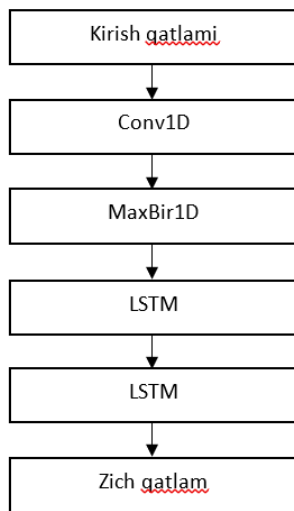 Kirish qatlami
Conv1D
MaxBir1D
LSTM
LSTM
Zich qatlam